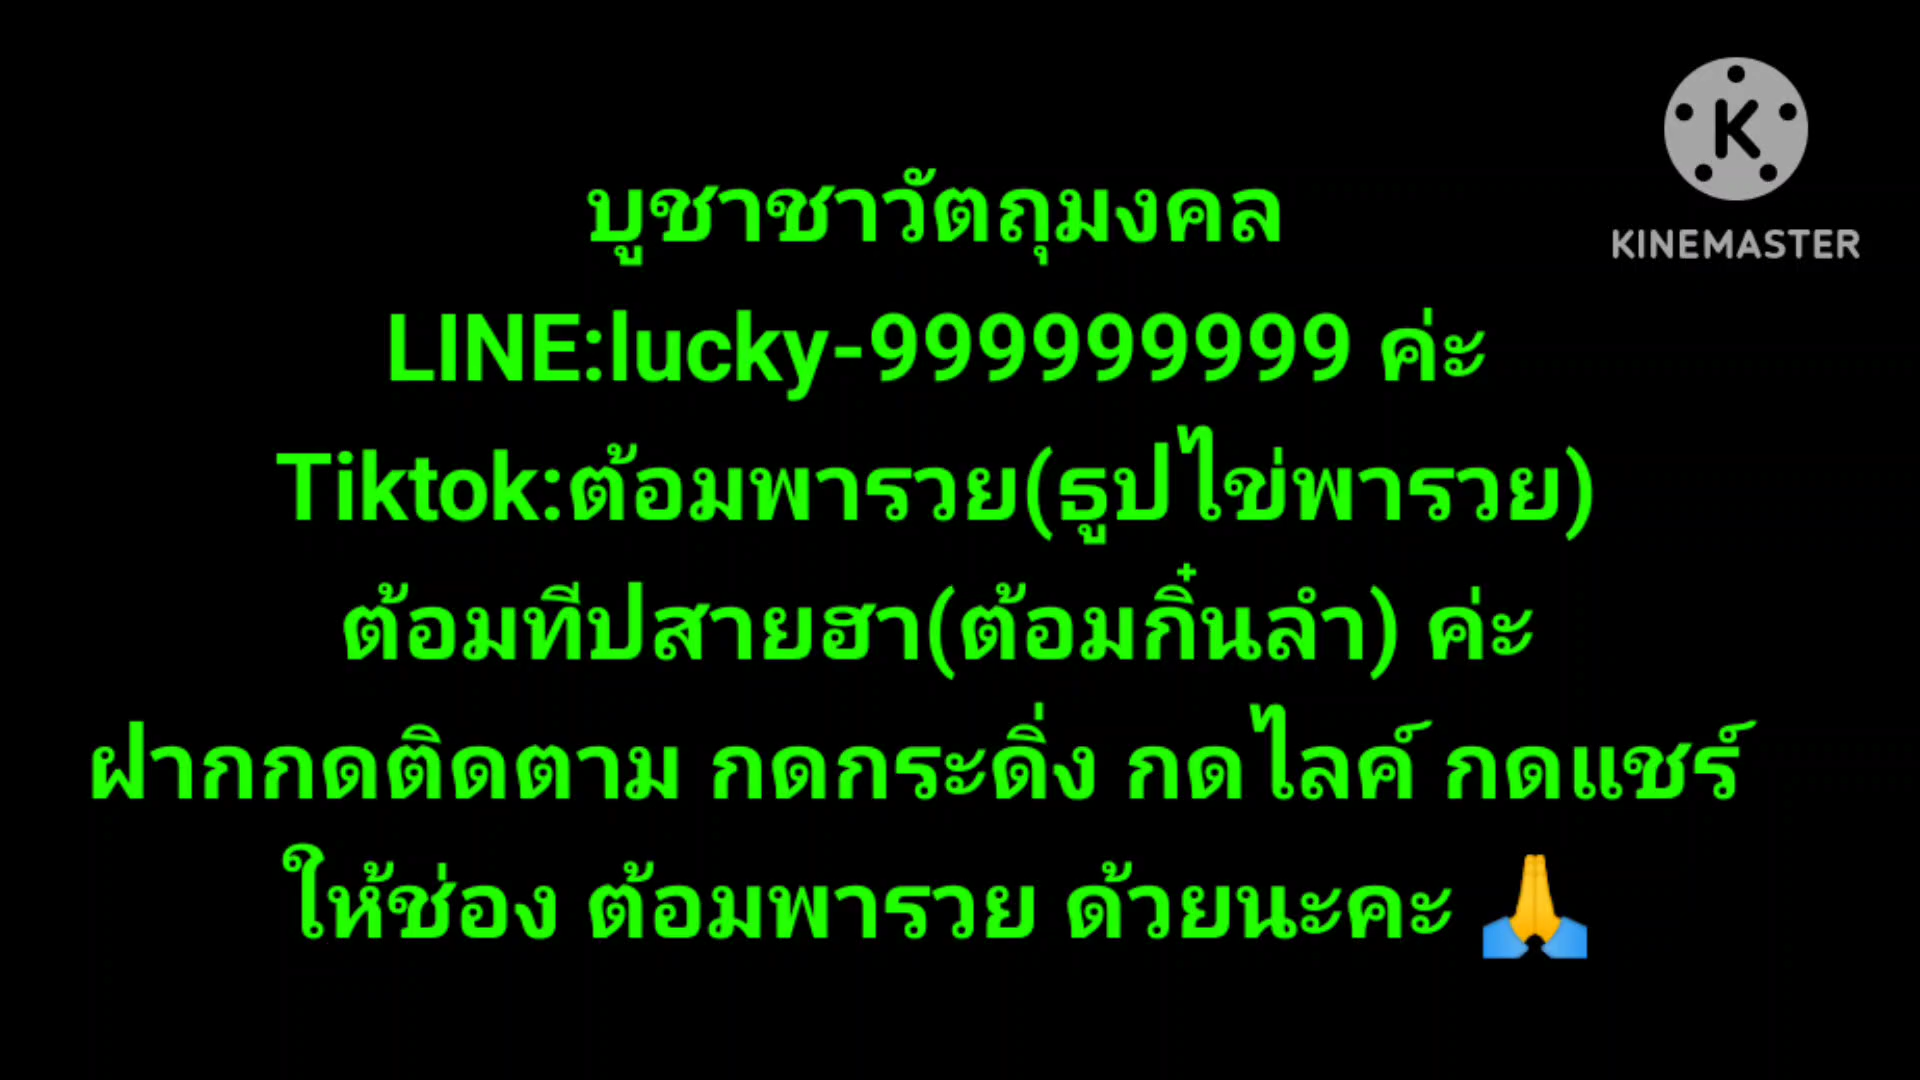 บูชาชาวัตถุมงคล
LINE:lucky-999999999 ค่ะ
Tiktok:ต้อมพารวย(ธูปไข่พารวย)
ต้อมทีปสายฮา(ต้อมกิ๋นลำ) ค่ะ
ฝากกดติดตาม กดกระดิ่ง กดไลค์ กดแชร์
ให้ช่อง ต้อมพารวย ด้วยนะคะ 🙏
K
KINEMASTER